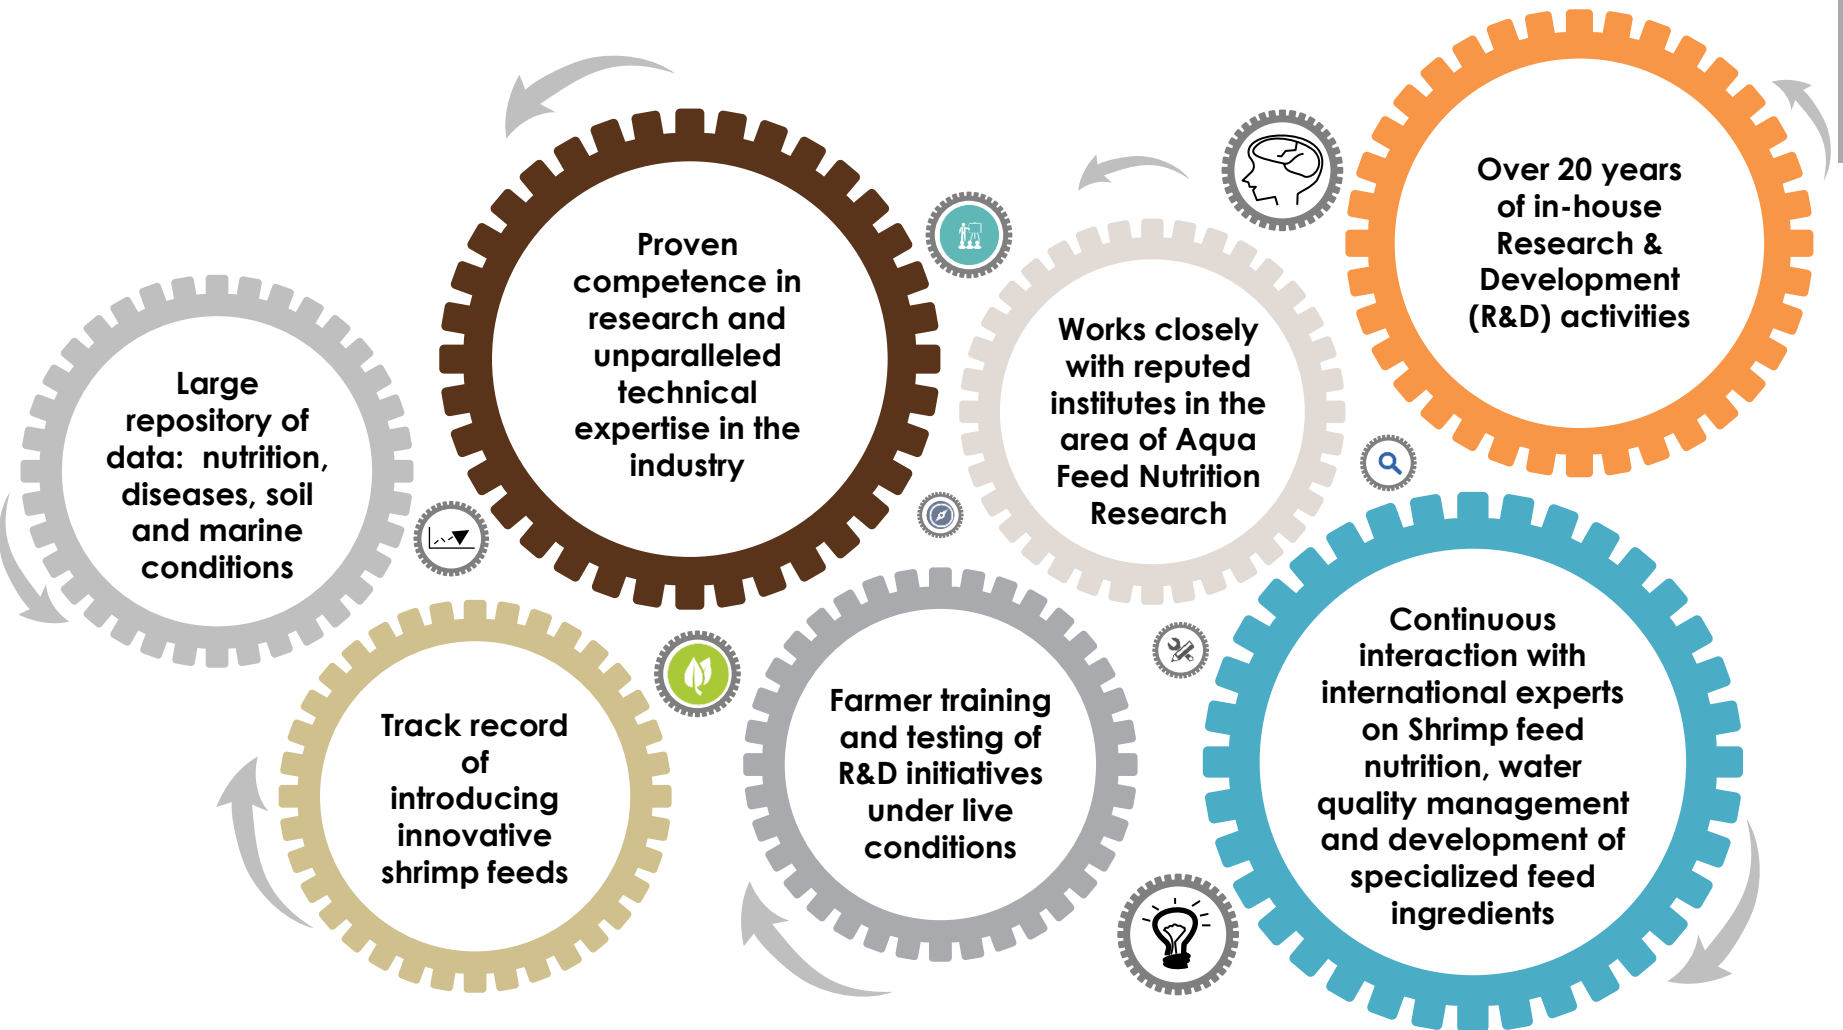 Large
repository of
data:  nutrition,
diseases, soil
and marine
conditions
Proven
competence in
research and
unparalleled
technical
expertise in the
industry
Works closely
with reputed
institutes in the
area of Aqua
Feed Nutrition
Research
Over 20 years
of in-house
Research &
Development
(R&D) activities
Track record
of
introducing
innovative
shrimp feeds
Farmer training
and testing of
R&D initiatives
under live
conditions
Continuous
interaction with
international experts
on Shrimp feed
nutrition, water
quality management
and development of
specialized feed
ingredients